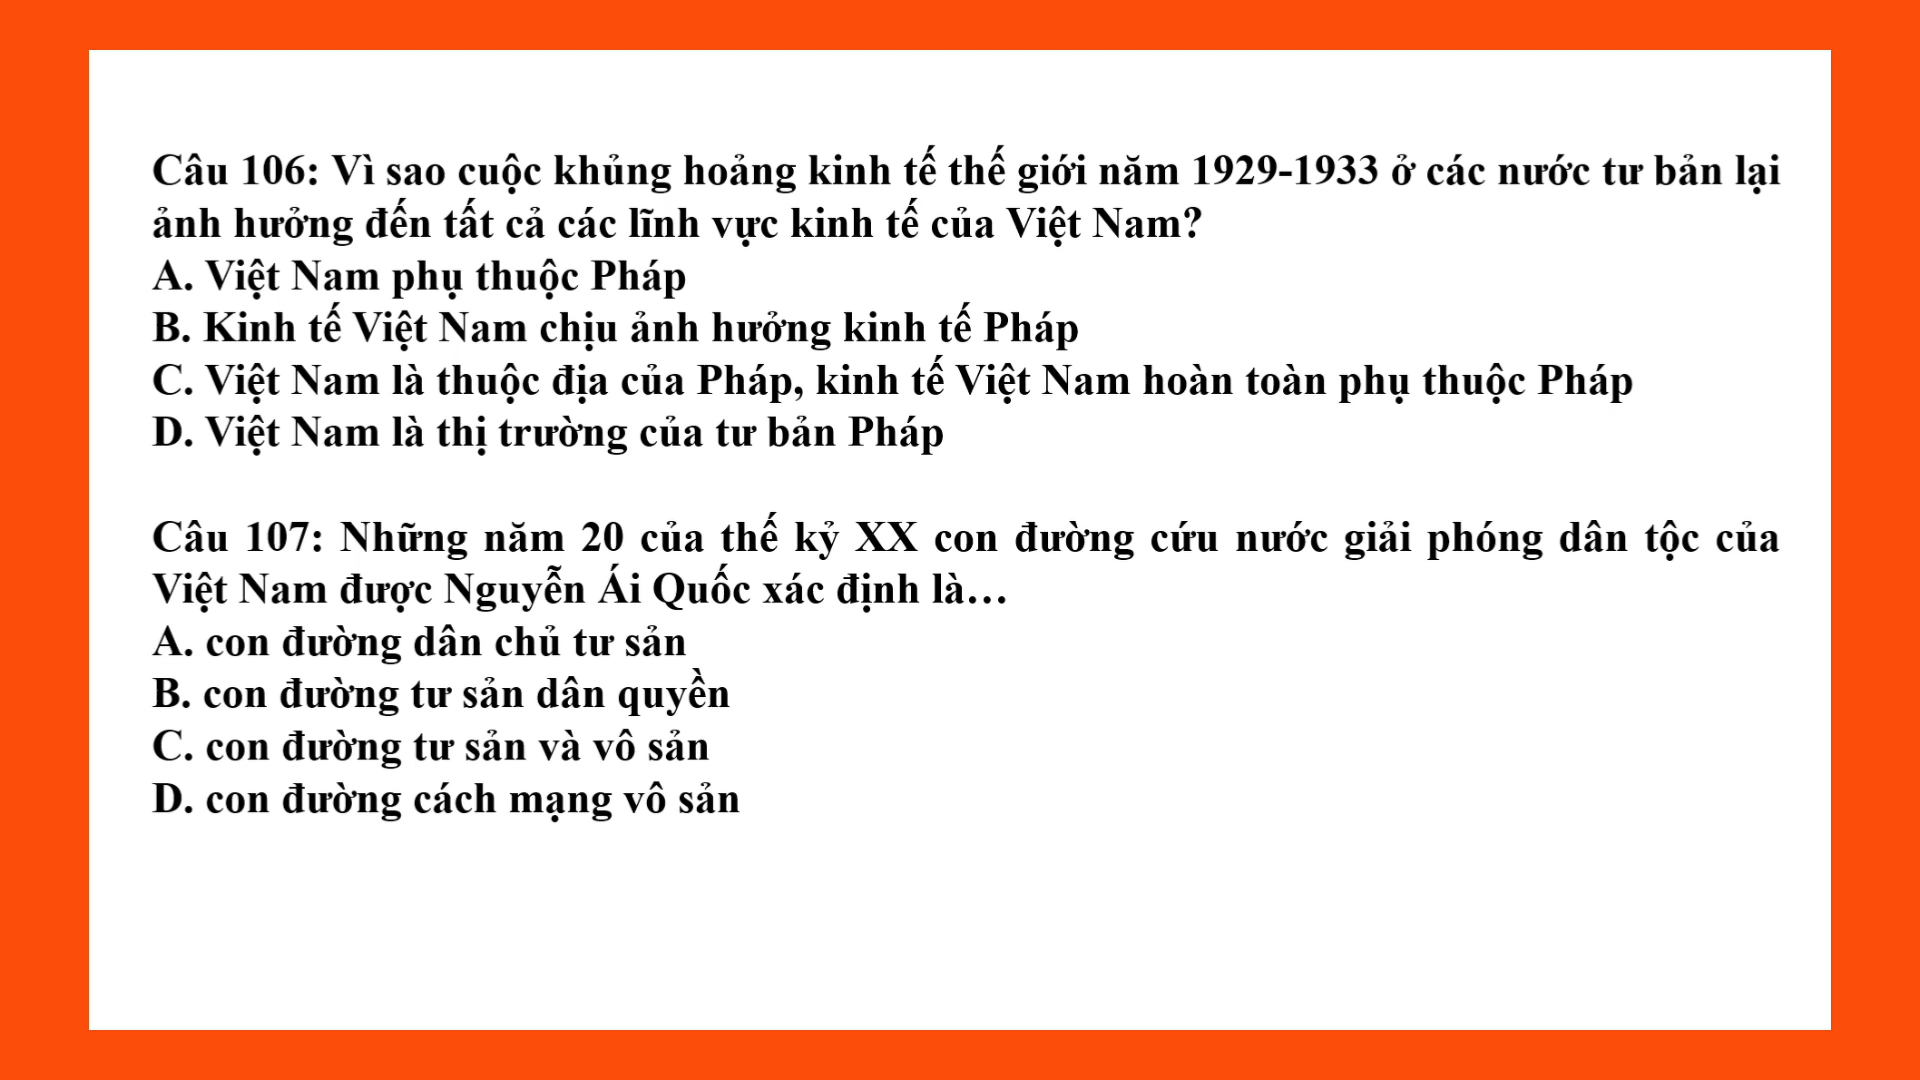 Câu 106: Vì sao cuộc khủng hoảng kinh tế thế giới năm 1929-1933 ở các nước tư bản lại
ảnh hưởng đến tất cả các lĩnh vực kinh tế của Việt Nam?
A. Việt Nam phụ thuộc Pháp
B. Kinh tế Việt Nam chịu ảnh hưởng kinh tế Pháp
C. Việt Nam là thuộc địa của Pháp, kinh tế Việt Nam hoàn toàn phụ thuộc Pháp
D. Việt Nam là thị trường của tư bản Pháp
Câu 107: Những năm 20 của thế kỷ XX con đường cứu nước giải phóng dân tộc của
Việt Nam được Nguyễn Ái Quốc xác định là…
A. con đường dân chủ tư sản
B. con đường tư sản dân quyền
C. con đường tư sản và vô sản
D. con đường cách mạng vô sản